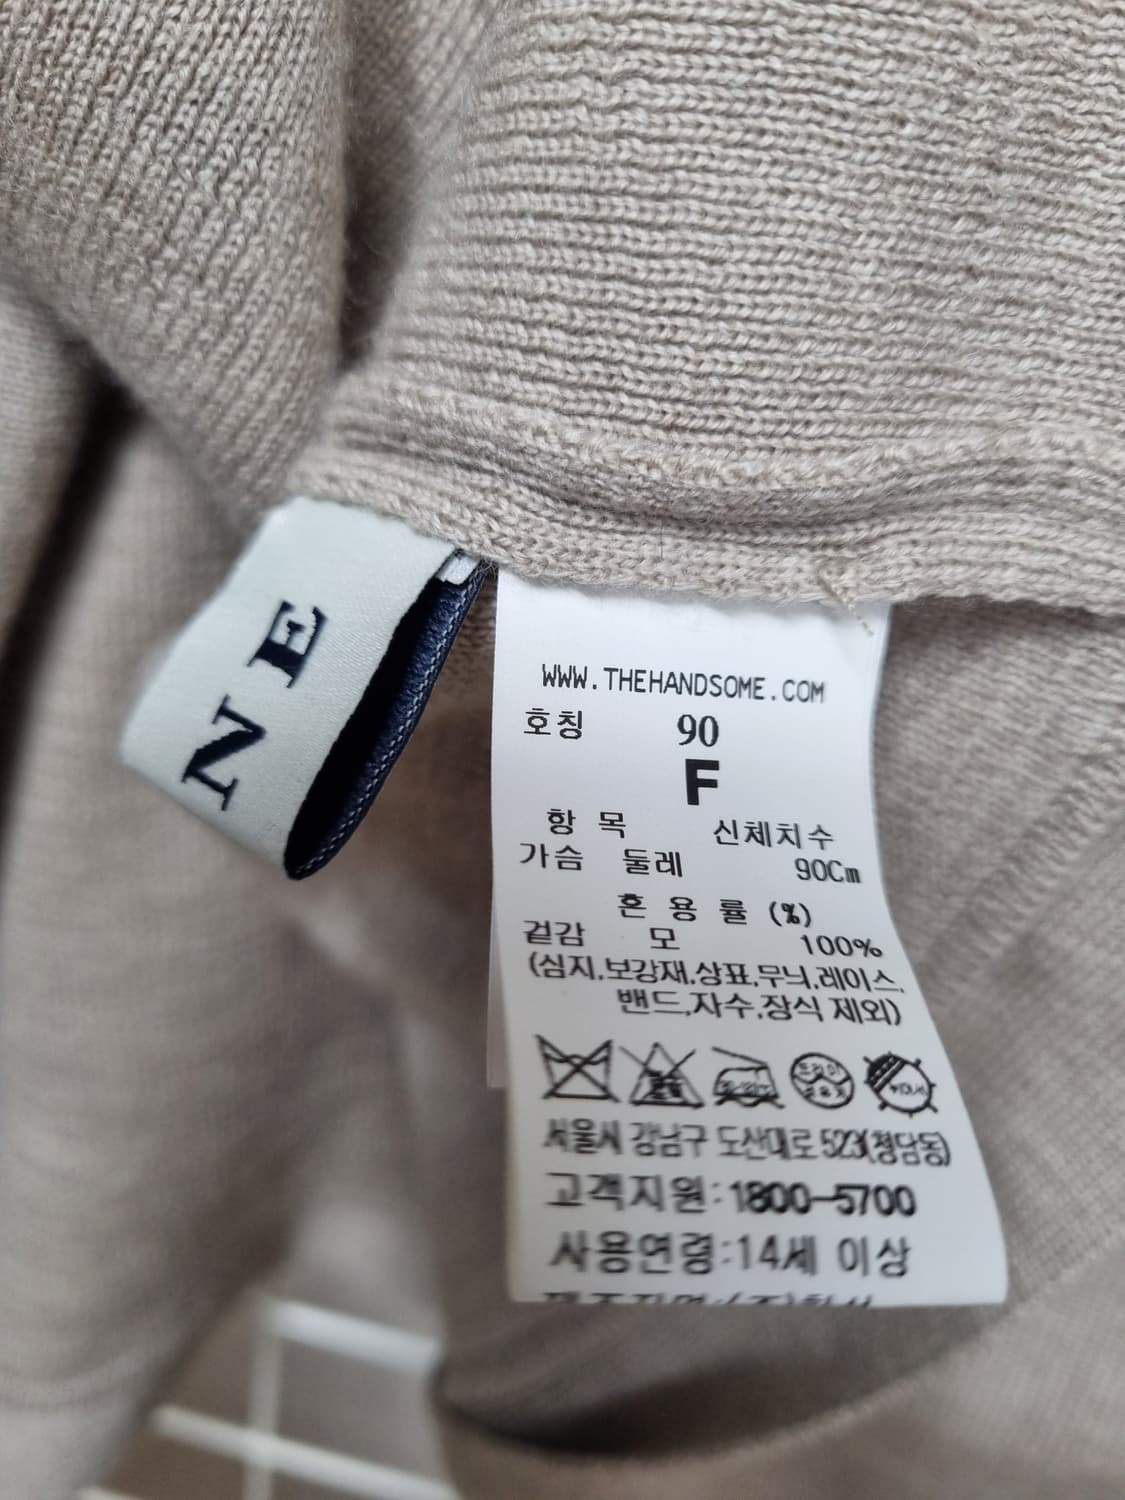 NE
WWW.THEHANDSOME.COM
호칭 90
F
항 목 신체치수
가슴 둘레 90Cm
혼 용 률 (%)
겉감 모 100%
(심지,보강재,상표,무늬,레이스,
밴드,자수,장식 제외)
서울시 강남구 도산대로 523(청담동)
고객지원:1800-5700
사용연령:14세 이상